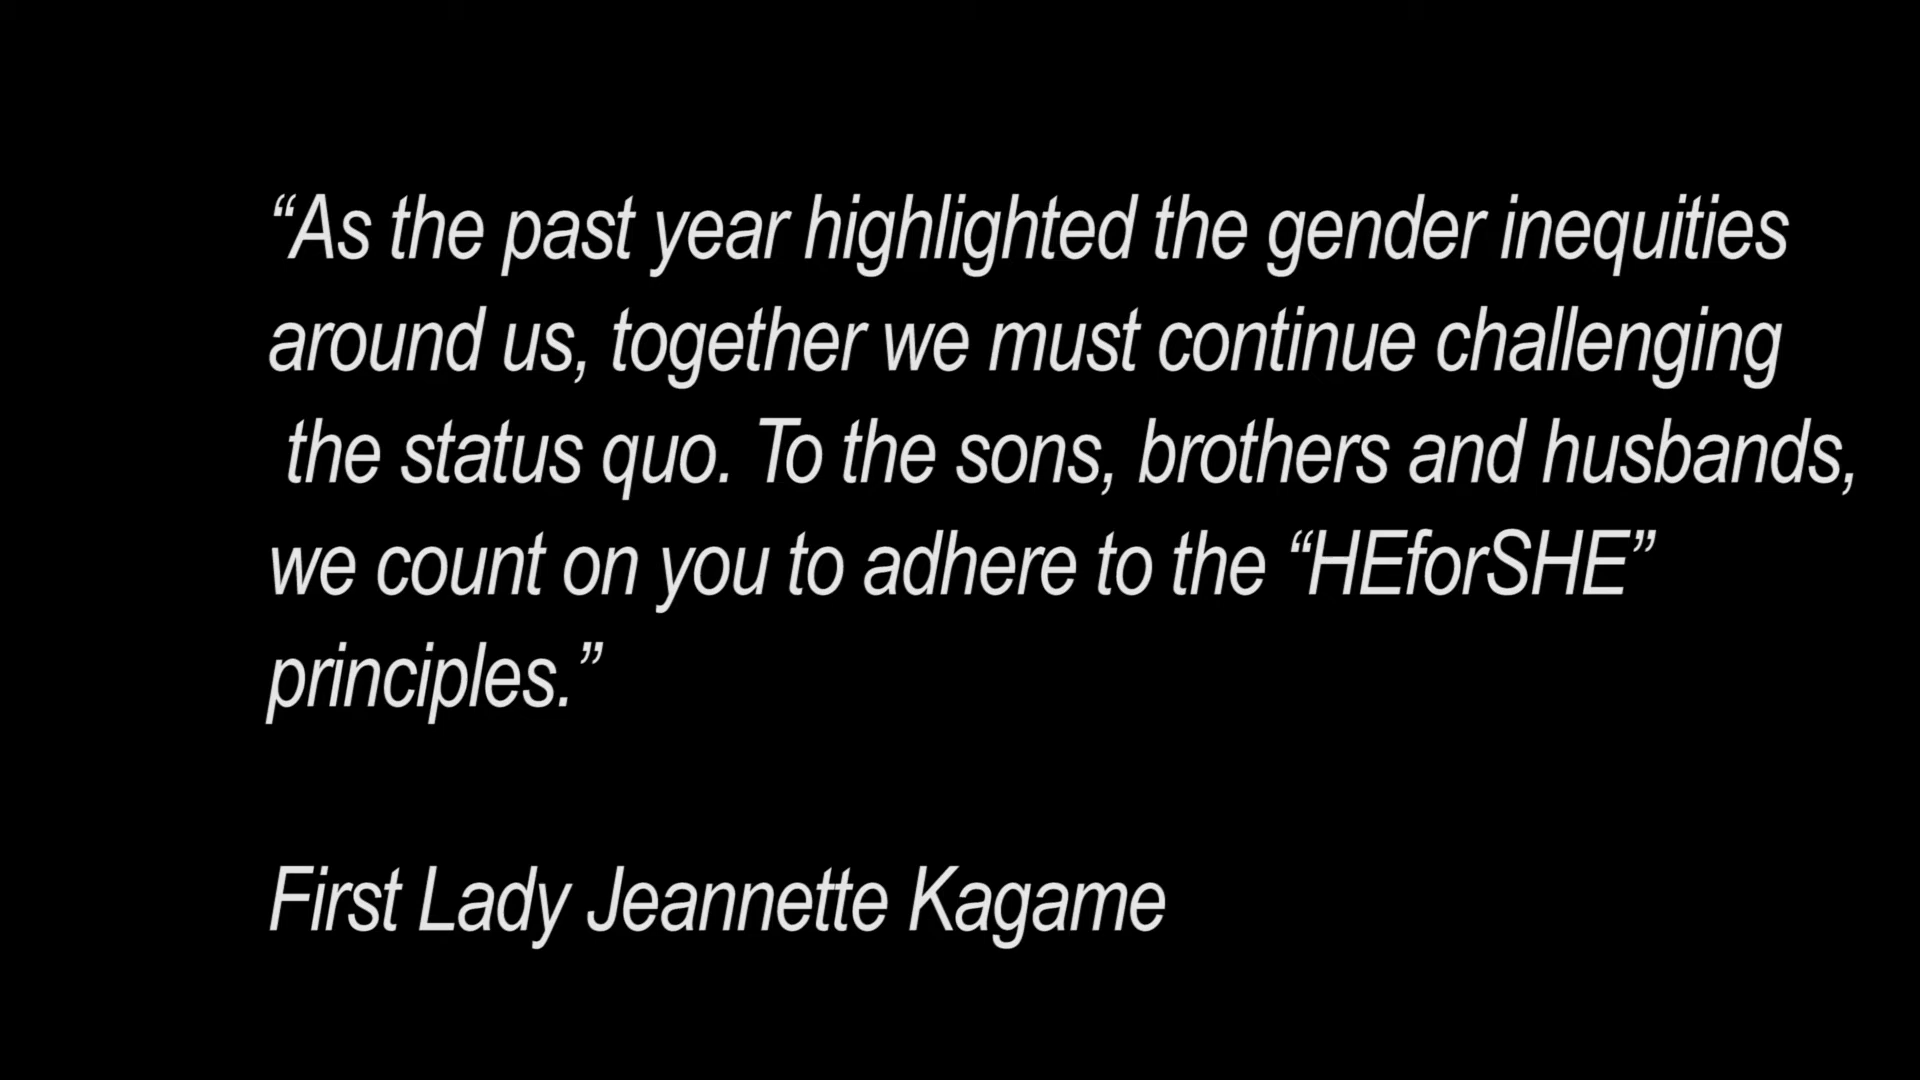 “As the past year highlighted the gender inequities
around us, together we must continue challenging
the status quo. To the sons, brothers and husbands,
we count on you to adhere to the “HEforSHE”
principles.”
First Lady Jeannette Kagame